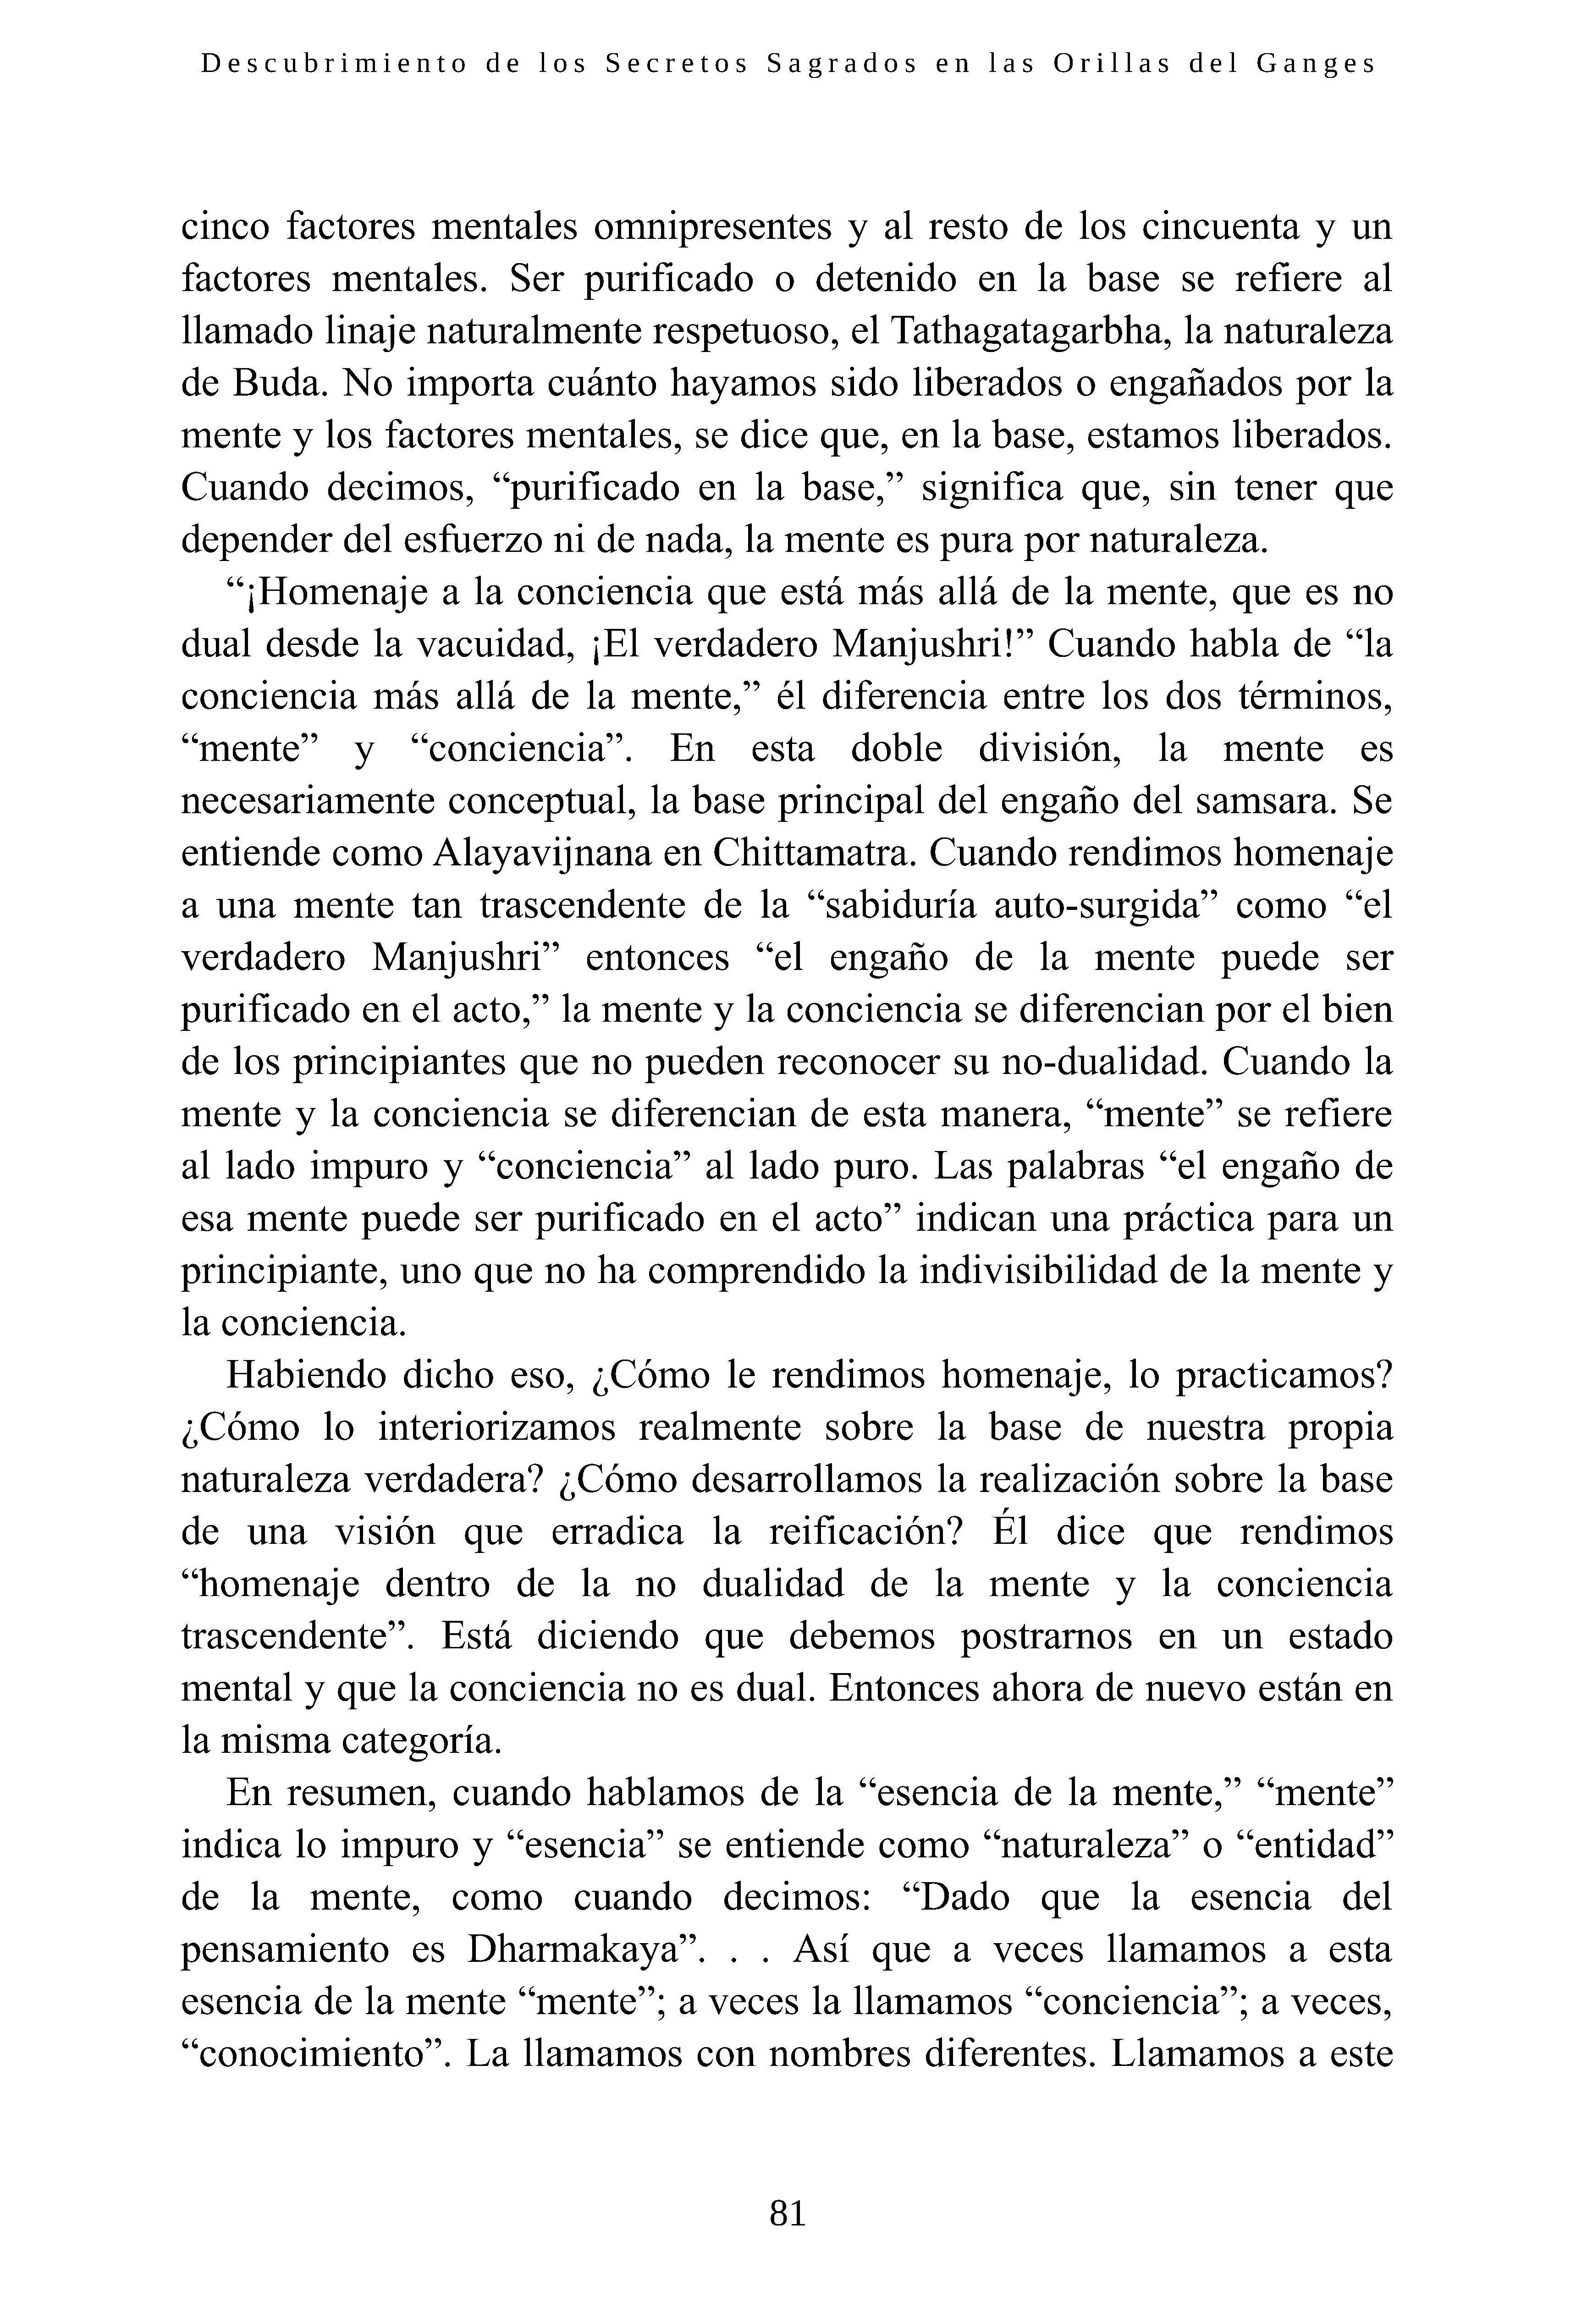 Descubrimiento de los Secretos Sagrados en las Orillas del Ganges
cinco factores mentales omnipresentes y al resto de los cincuenta y un
factores mentales. Ser purificado o detenido en la base se refiere al
llamado linaje naturalmente respetuoso, el Tathagatagarbha, la naturaleza
de Buda. No importa cuánto hayamos sido liberados o engañados por la
mente y los factores mentales, se dice que, en la base, estamos liberados.
Cuando decimos, “purificado en la base,” significa que, sin tener que
depender del esfuerzo ni de nada, la mente es pura por naturaleza.
“¡Homenaje a la conciencia que está más allá de la mente, que es no
dual desde la vacuidad, ¡El verdadero Manjushri!” Cuando habla de “la
conciencia más allá de la mente,” él diferencia entre los dos términos,
“mente” y “conciencia”. En esta doble división, la mente es
necesariamente conceptual, la base principal del engaño del samsara. Se
entiende como Alayavijnana en Chittamatra. Cuando rendimos homenaje
a una mente tan trascendente de la “sabiduría auto-surgida” como “el
verdadero Manjushri” entonces “el engaño de la mente puede ser
purificado en el acto,” la mente y la conciencia se diferencian por el bien
de los principiantes que no pueden reconocer su no-dualidad. Cuando la
mente y la conciencia se diferencian de esta manera, “mente” se refiere
al lado impuro y “conciencia” al lado puro. Las palabras “el engaño de
esa mente puede ser purificado en el acto” indican una práctica para un
principiante, uno que no ha comprendido la indivisibilidad de la mente y
la conciencia.
Habiendo dicho eso, ¿Cómo le rendimos homenaje, lo practicamos?
¿Cómo lo interiorizamos realmente sobre la base de nuestra propia
naturaleza verdadera? ¿Cómo desarrollamos la realización sobre la base
de una visión que erradica la reificación? Él dice que rendimos
“homenaje dentro de la no dualidad de la mente y la conciencia
trascendente”. Está diciendo que debemos postrarnos en un estado
mental y que la conciencia no es dual. Entonces ahora de nuevo están en
la misma categoría.
En resumen, cuando hablamos de la “esencia de la mente,” “mente”
indica lo impuro y “esencia” se entiende como “naturaleza” o “entidad”
de la mente, como cuando decimos: “Dado que la esencia del
pensamiento es Dharmakaya”. . . Así que a veces llamamos a esta
esencia de la mente “mente”; a veces la llamamos “conciencia”; a veces,
“conocimiento”. La llamamos con nombres diferentes. Llamamos a este
81